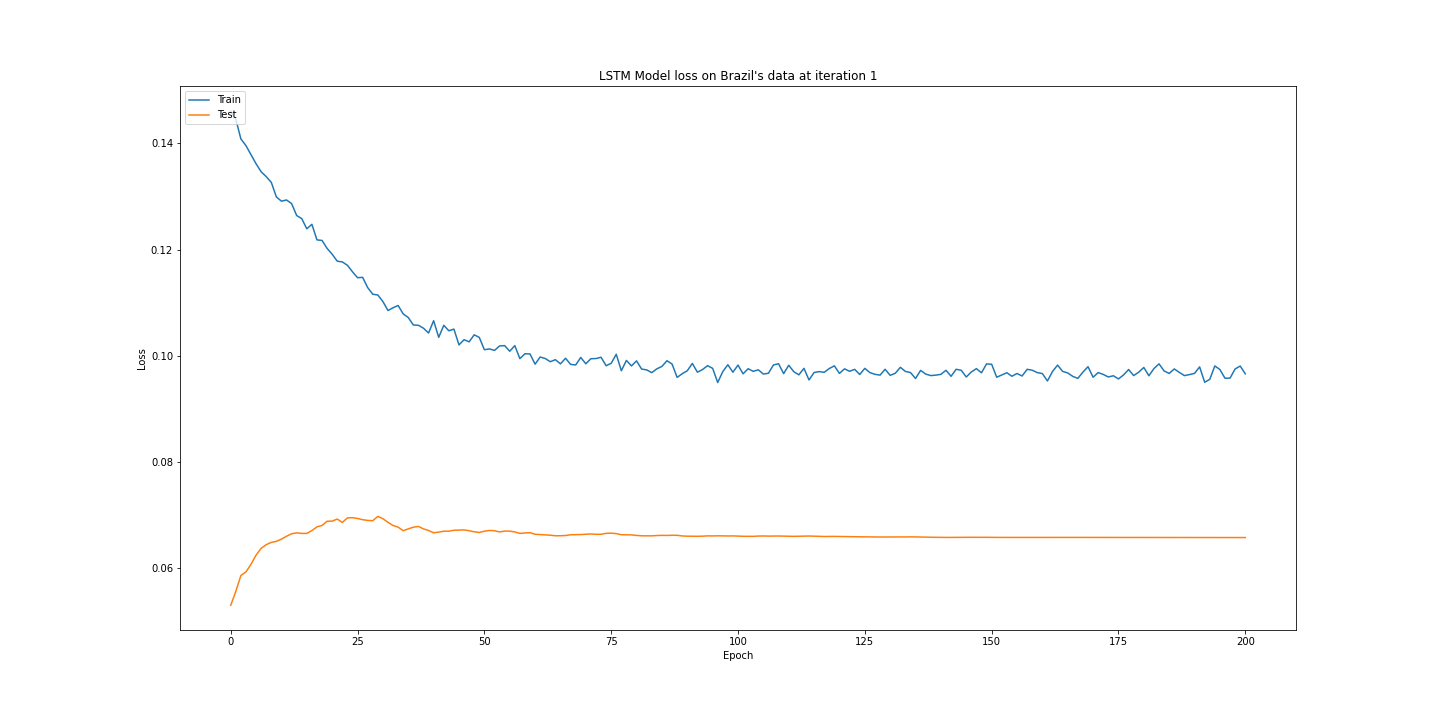 LSTM Model loss on Brazil's data at iteration 1
Train
Test
0.14
0.12
0.10
0.08
0.06
Loss
0 25 50 75 100 125 150 175 200
Epoch